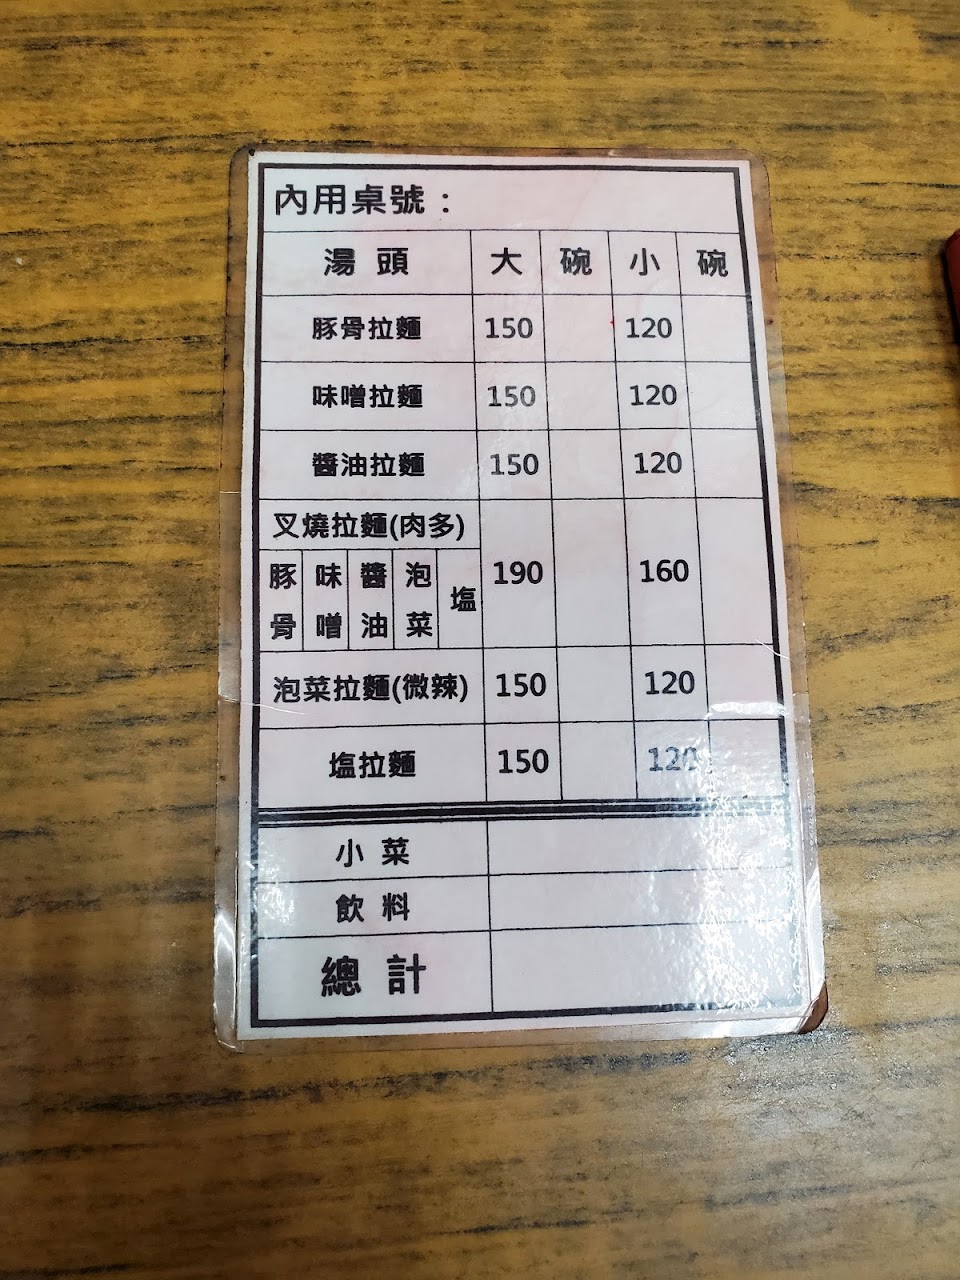 內用桌號：
湯頭 大 碗 小 碗
豚骨拉麵 150 120
味噌拉麵 150 120
醬油拉麵 150 120
叉燒拉麵(肉多) 190 160
豚骨 味噌 醬油 泡菜 塩
泡菜拉麵(微辣) 150 120
塩拉麵 150 120
小菜
飲料
總計